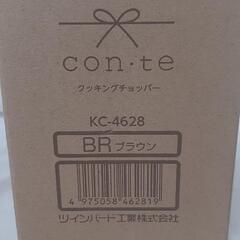 con·te
クッキングチョッパー
KC-4628
BR ブラウン
4 975058 462819
ツインバード工業株式会社